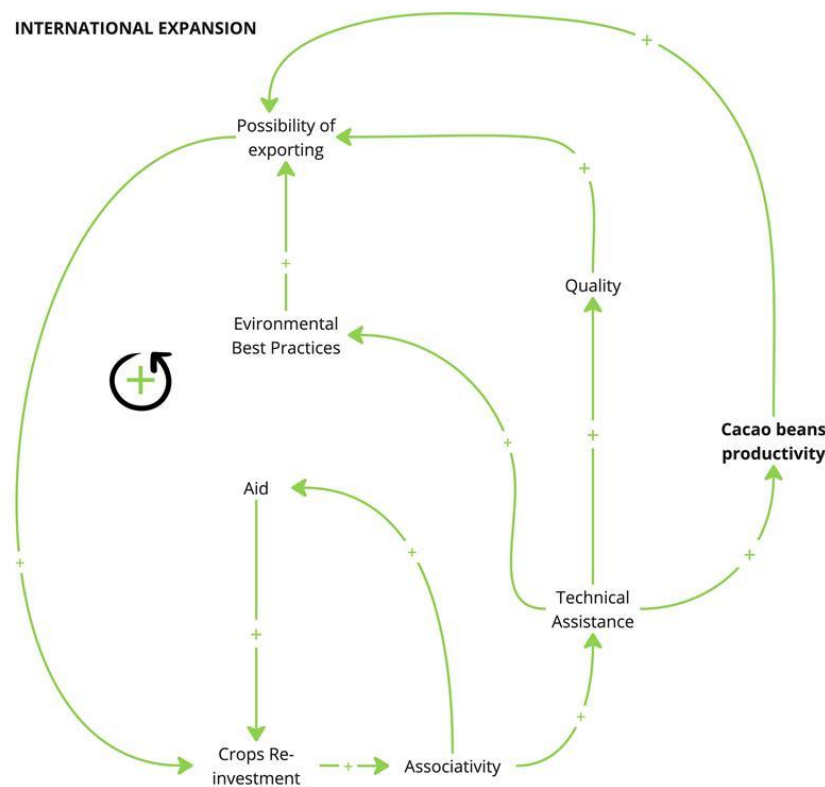 INTERNATIONAL EXPANSION
+
Possibility of
exporting
+
+
Quality
Evironmental
Best Practices
+
Cacao beans
productivity
+
+
Aid
+
+
+
Technical
Assistance
+
+
+
Crops Re-
investment
+
Associativity